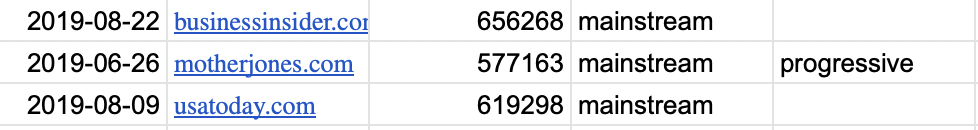 2019-08-22 businessinsider.cor 656268 mainstream
2019-06-26 motherjones.com 577163 mainstream progressive
2019-08-09 usatoday.com 619298 mainstream